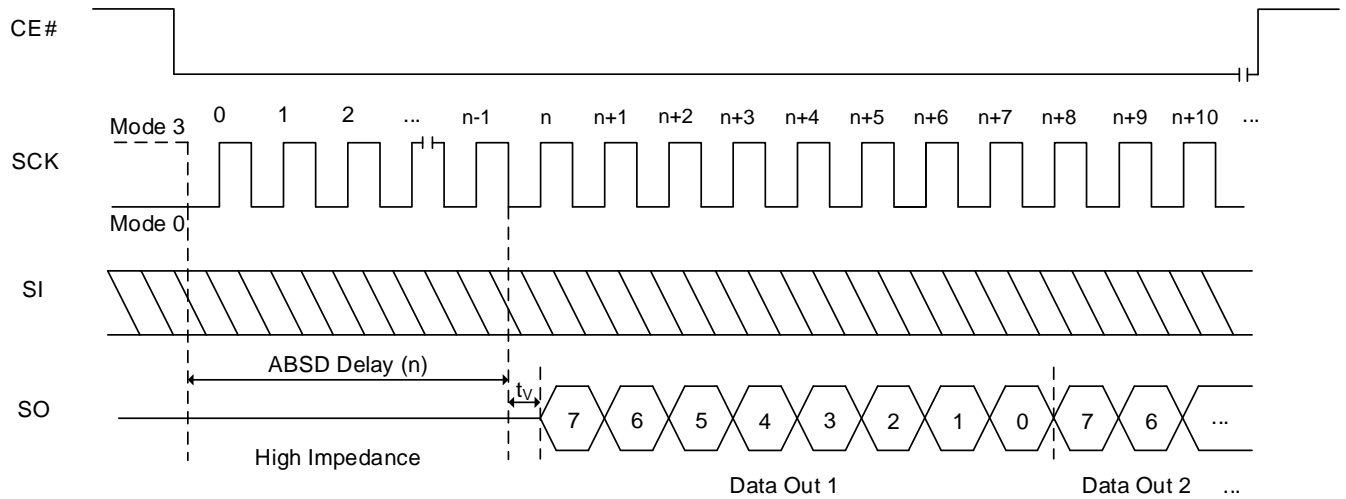 CE#
0 1 2 ... n-1 n n+1 n+2 n+3 n+4 n+5 n+6 n+7 n+8 n+9 n+10 ...
Mode 3
SCK
Mode 0
SI
ABSD Delay (n)
tV
SO
7 6 5 4 3 2 1 0 7 6 ...
High Impedance
Data Out 1 Data Out 2 ...